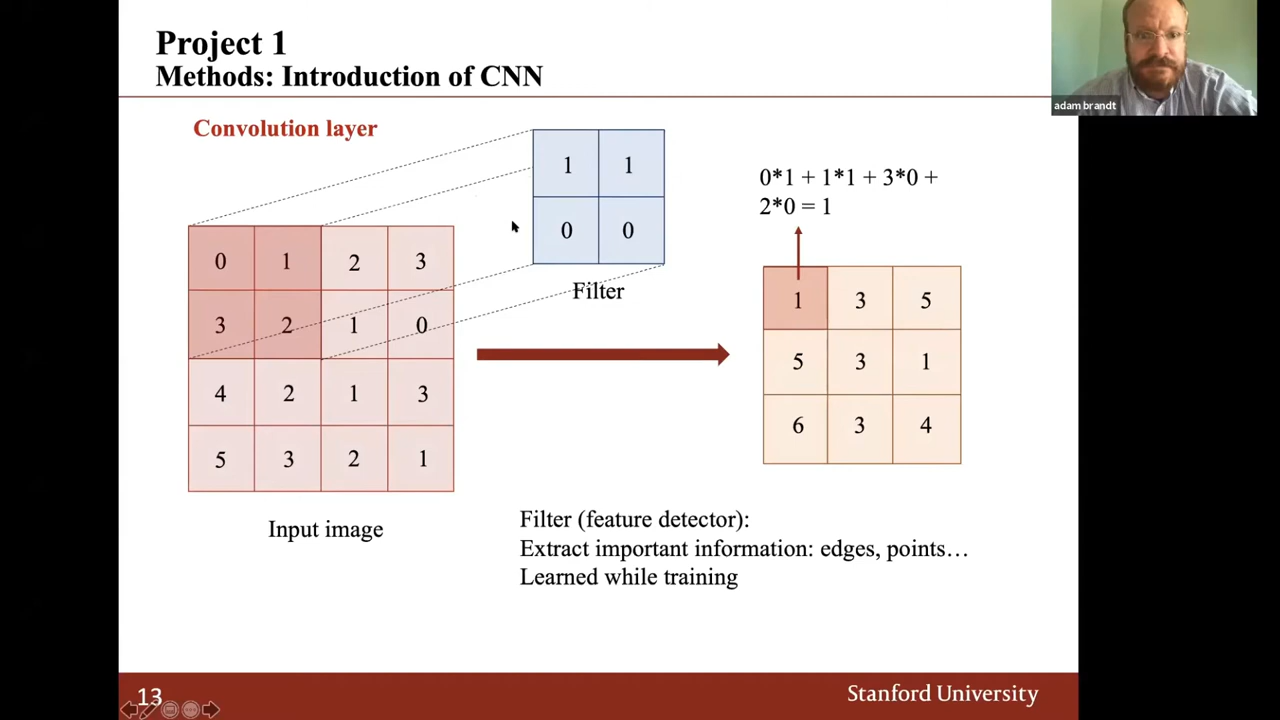 Project 1
Methods: Introduction of CNN
adam brandt
Convolution layer
1 1
0 0
Filter
0*1 + 1*1 + 3*0 +
2*0 = 1
0 1 2 3
3 2 1 0
4 2 1 3
5 3 2 1
Input image
1 3 5
5 3 1
6 3 4
Filter (feature detector):
Extract important information: edges, points…
Learned while training
13
Stanford University